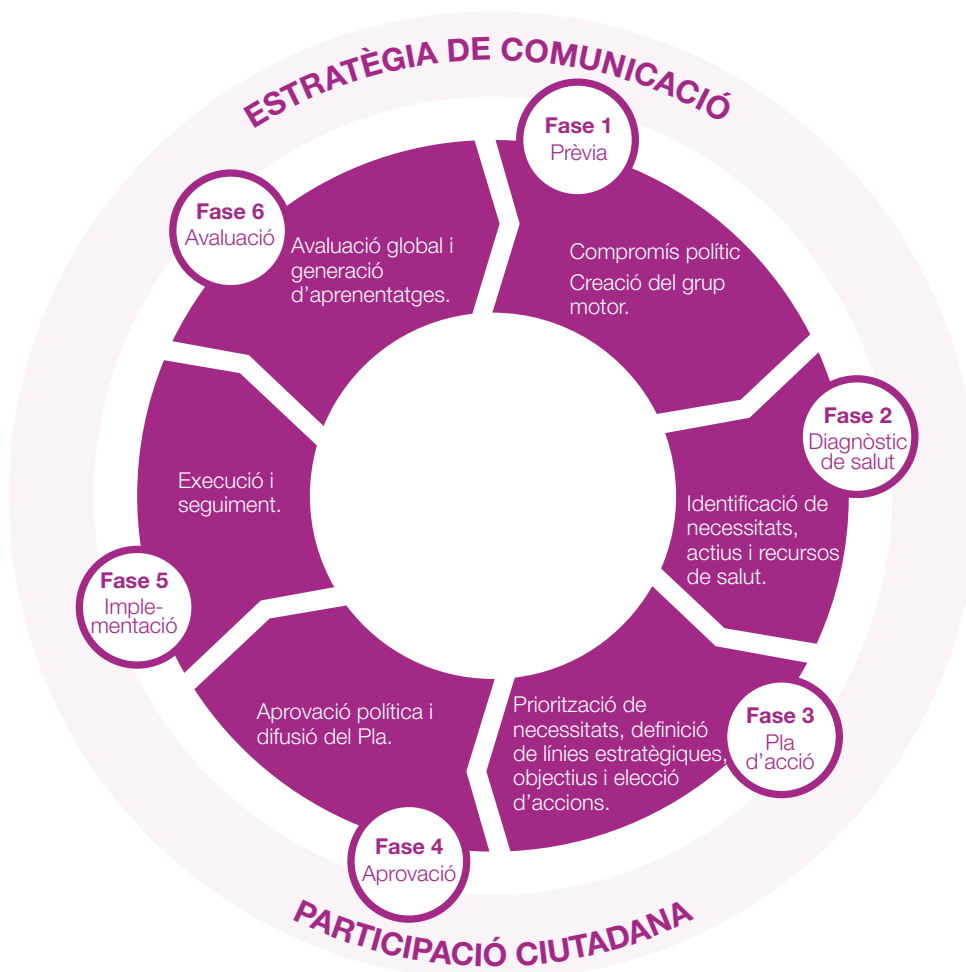 ESTRATÈGIA DE COMUNICACIÓ
Fase 1
Prèvia
Compromís polític
Creació del grup
motor.
Fase 2
Diagnòstic
de salut
Identificació de
necessitats,
actius i recursos
de salut.
Fase 3
Pla
d'acció
Priorització de
necessitats, definició
de línies estratègiques,
objectius i elecció
d'accions.
Fase 4
Aprovació
Aprovació política i
difusió del Pla.
Fase 5
Imple-
mentació
Execució i
seguiment.
Fase 6
Avaluació
Avaluació global i
generació
d'aprenentatges.
PARTICIPACIÓ CIUTADANA